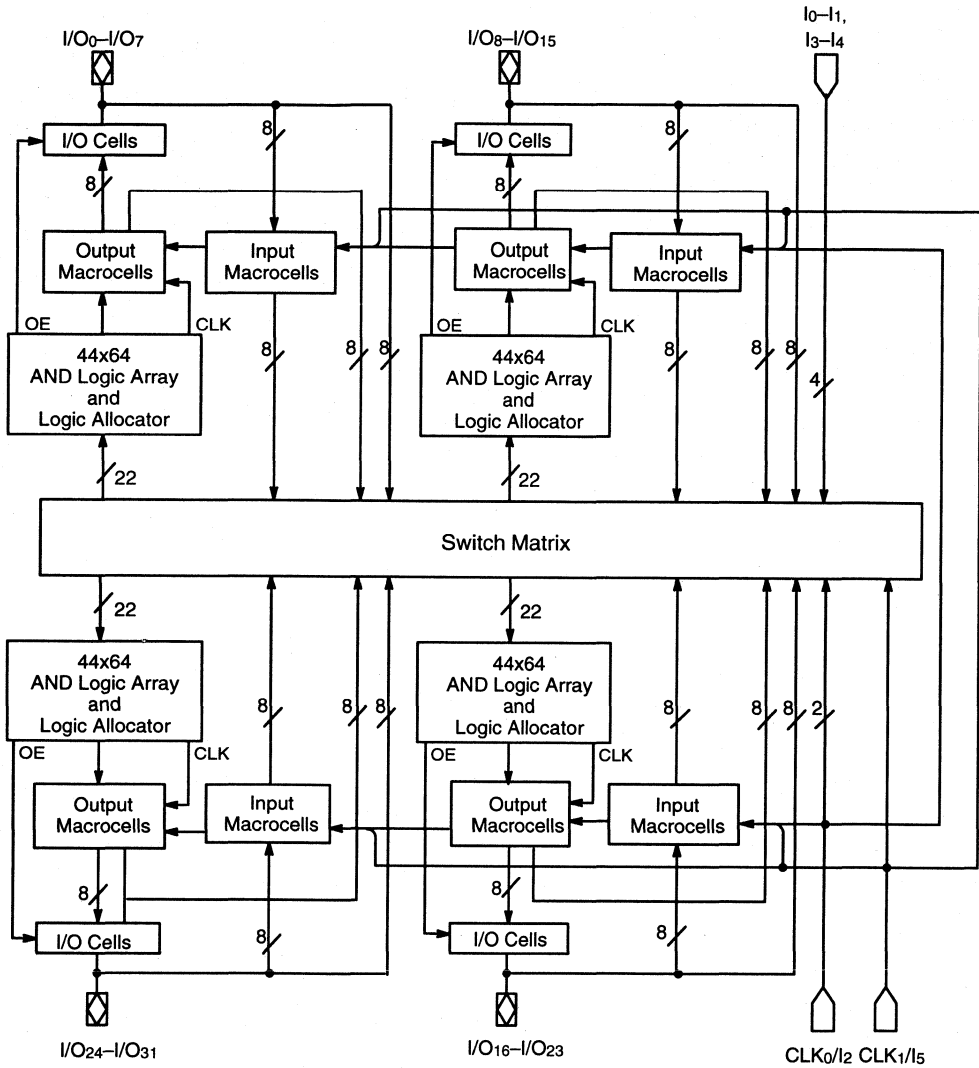 I/O0–I/O7
I/O8–I/O15
I0–I1,
I3–I4
I/O Cells
8
I/O Cells
8
8
8
Output
Macrocells
Input
Macrocells
Output
Macrocells
Input
Macrocells
OE
CLK
OE
CLK
44x64
AND Logic Array
and
Logic Allocator
8
8
8
44x64
AND Logic Array
and
Logic Allocator
8
8
8
4
22
22
Switch Matrix
22
22
44x64
AND Logic Array
and
Logic Allocator
8
8
8
44x64
AND Logic Array
and
Logic Allocator
8
8
8
2
OE
CLK
OE
CLK
Output
Macrocells
Input
Macrocells
Output
Macrocells
Input
Macrocells
8
8
I/O Cells
8
I/O Cells
8
I/O24–I/O31
I/O16–I/O23
CLK0/I2
CLK1/I5